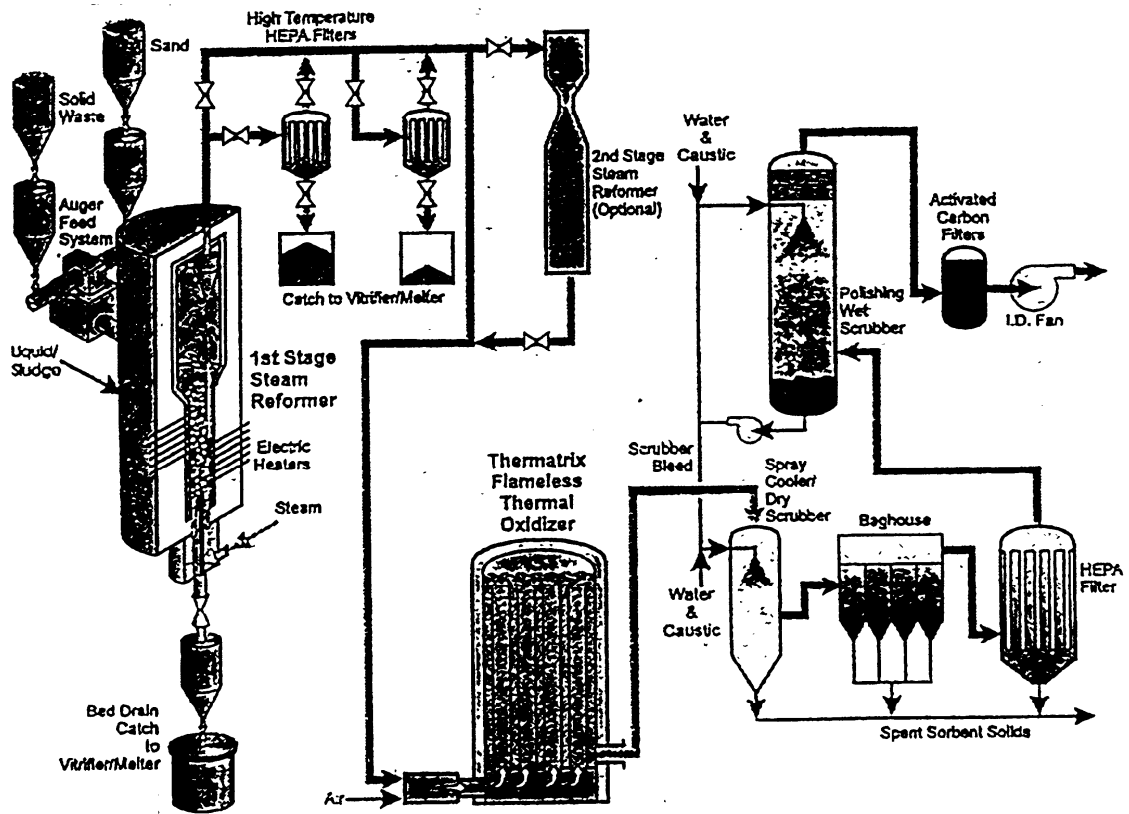 High Temperature
HEPA Filters
Sand
Solid
Waste
Auger
Feed
System
Liquid/
Sludge
1st Stage
Steam
Reformer
Electric
Heaters
Steam
Bed Drain
Catch
to
Vitrifier/Melter
Catch to Vitrifier/Melter
2nd Stage
Steam
Reformer
(Optional)
Water
&
Caustic
Activated
Carbon
Filters
I.D. Fan
Polishing
Wet
Scrubber
Scrubber
Bleed
Thermatrix
Flameless
Thermal
Oxidizer
Air
Spray
Cooler/
Dry
Scrubber
Water
&
Caustic
Baghouse
HEPA
Filter
Spent Sorbent Solids